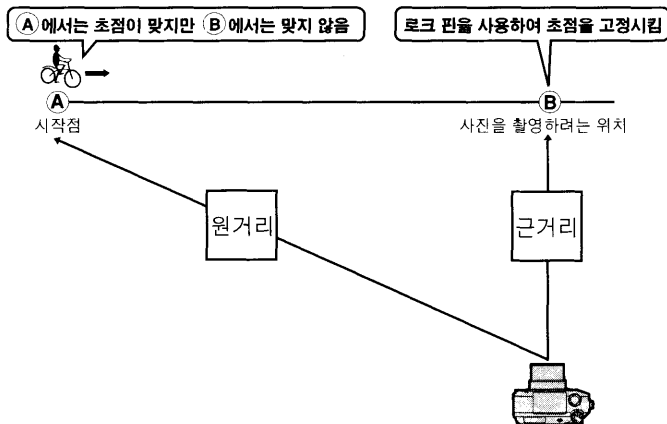 Ⓐ에서는 초점이 맞지만 Ⓑ에서는 맞지 않음
로크 핀을 사용하여 초점을 고정시킴
Ⓐ
Ⓑ
시작점
사진을 촬영하려는 위치
원거리
근거리